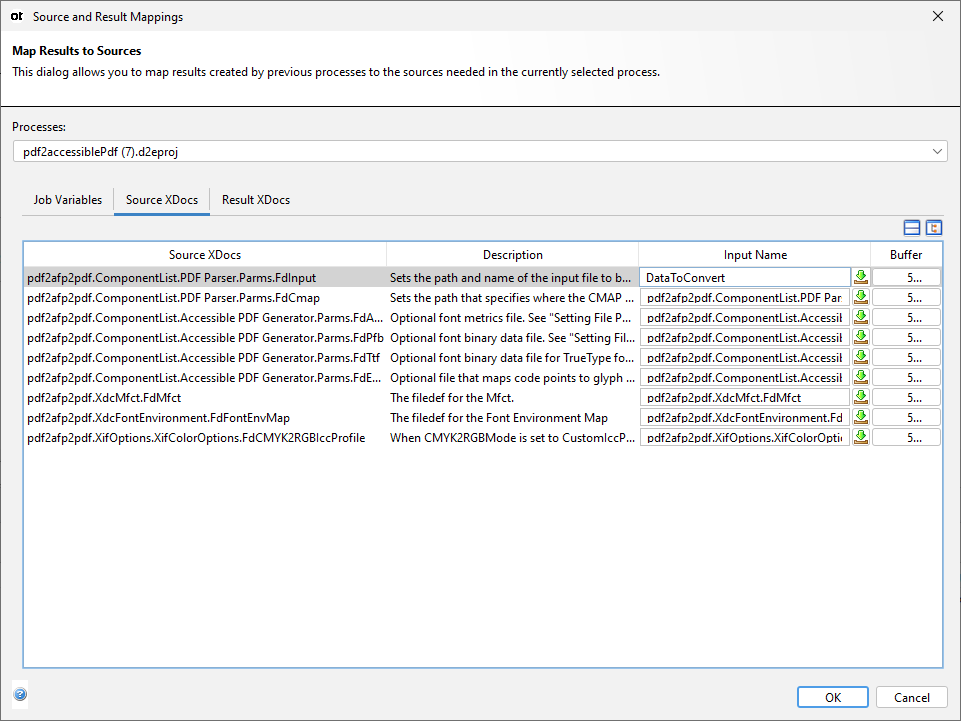 ot Source and Result Mappings
Map Results to Sources
This dialog allows you to map results created by previous processes to the sources needed in the currently selected process.
Processes:
pdf2accessiblePdf (7).d2eproj
Job Variables Source XDocs Result XDocs
Source XDocs Description Input Name Buffer
pdf2afp2pdf.ComponentList.PDF Parser.Parms.FdInput Sets the path and name of the input file to b... DataToConvert 5...
pdf2afp2pdf.ComponentList.PDF Parser.Parms.FdCmap Sets the path that specifies where the CMAP ... pdf2afp2pdf.ComponentList.PDF Par 5...
pdf2afp2pdf.ComponentList.Accessible PDF Generator.Parms.FdA... Optional font metrics file. See "Setting File P... pdf2afp2pdf.ComponentList.Accessib 5...
pdf2afp2pdf.ComponentList.Accessible PDF Generator.Parms.FdPfb Optional font binary data file. See "Setting Fil... pdf2afp2pdf.ComponentList.Accessib 5...
pdf2afp2pdf.ComponentList.Accessible PDF Generator.Parms.FdTtf Optional font binary data file for TrueType fo... pdf2afp2pdf.ComponentList.Accessib 5...
pdf2afp2pdf.ComponentList.Accessible PDF Generator.Parms.FdE... Optional file that maps code points to glyph ... pdf2afp2pdf.ComponentList.Accessib 5...
pdf2afp2pdf.XdcMfct.FdMfct The filedef for the Mfct. pdf2afp2pdf.XdcMfct.FdMfct 5...
pdf2afp2pdf.XdcFontEnvironment.FdFontEnvMap The filedef for the Font Environment Map pdf2afp2pdf.XdcFontEnvironment.Fd 5...
pdf2afp2pdf.XifOptions.XifColorOptions.FdCMYK2RGBIccProfile When CMYK2RGBMode is set to CustomIccP... pdf2afp2pdf.XifOptions.XifColorOptio 5...
OK Cancel